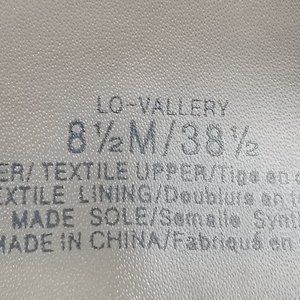 LO-VALLERY
8½M/38½
ER/TEXTILE UPPER/Tige en
EXTILE LINING/Doublure en
MADE SOLE/Semelle Synt
MADE IN CHINA/Fabriqué en